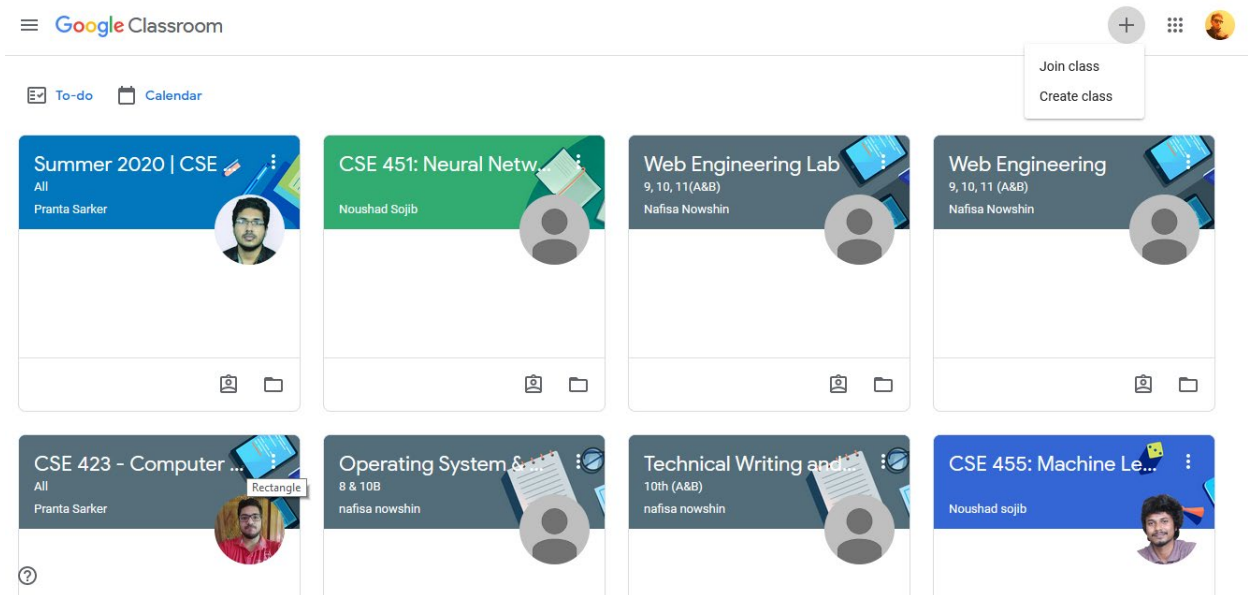 Google Classroom
Join class
Create class
To-do
Calendar
Summer 2020 | CSE
All
Pranta Sarker
CSE 451: Neural Netw...
Noushad Sojib
Web Engineering Lab
9, 10, 11(A&B)
Nafisa Nowshin
Web Engineering
9, 10, 11 (A&B)
Nafisa Nowshin
CSE 423 - Computer ...
All
Pranta Sarker
Rectangle
Operating System & ...
8 & 10B
nafisa nowshin
Technical Writing and...
10th (A&B)
nafisa nowshin
CSE 455: Machine Le...
Noushad sojib